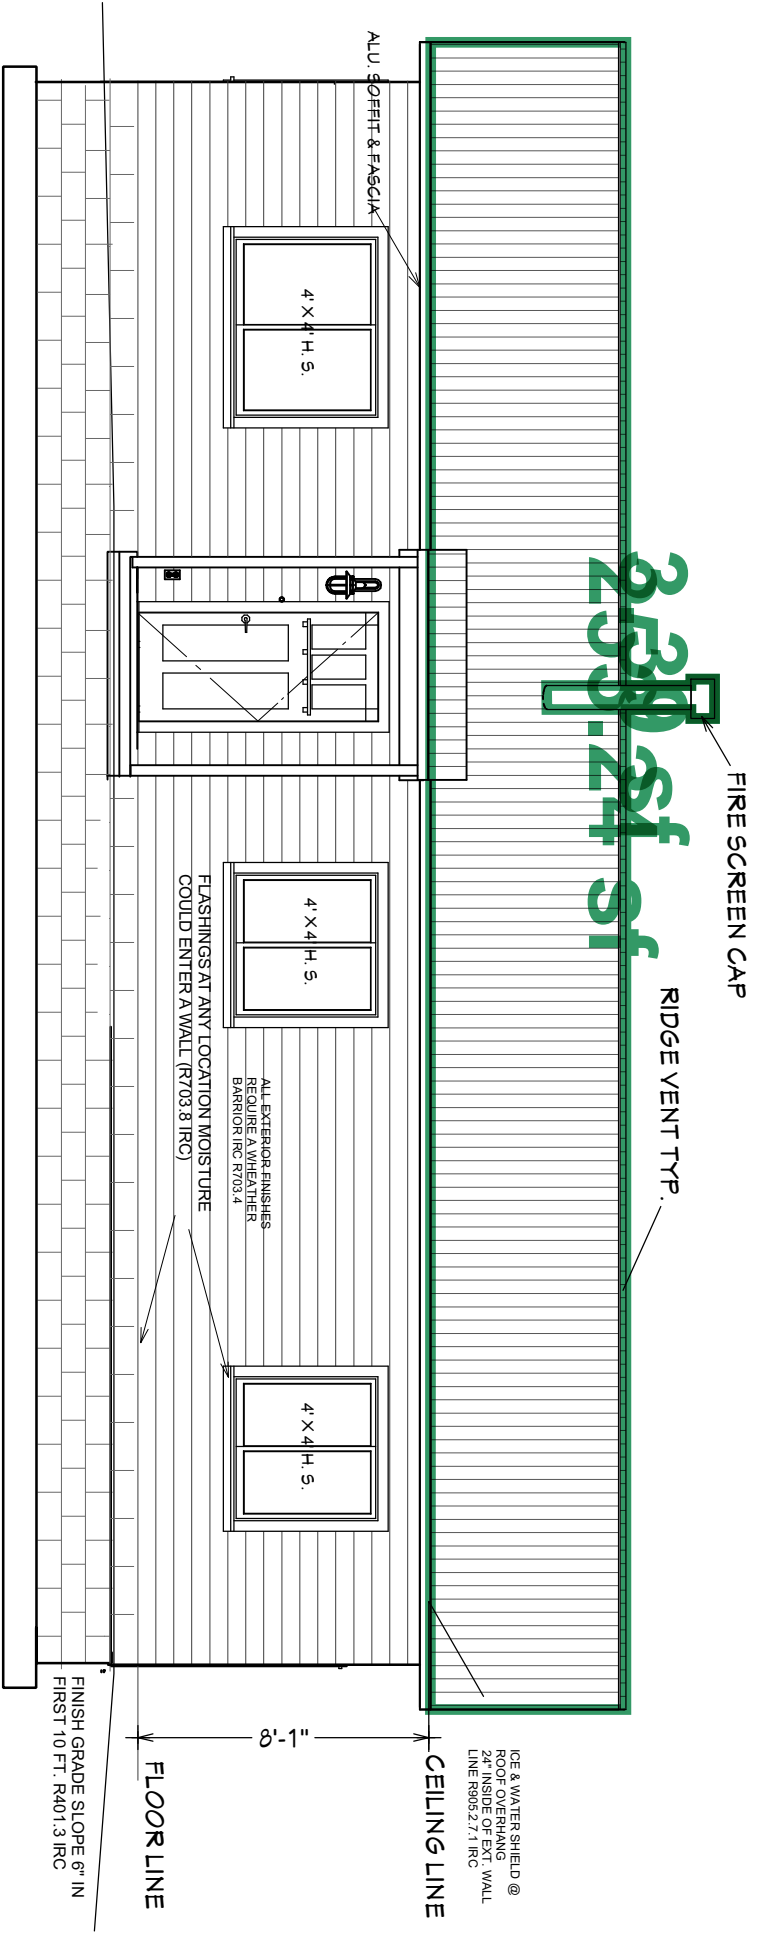 FIRE SCREEN CAP
RIDGE VENT TYP.
ALU. SOFFIT & FASCIA
ICE & WATER SHIELD @
ROOF OVERHANG
24" INSIDE OF EXT. WALL
LINE R905.2.7.1 IRC
CEILING LINE
8'-1"
FLOOR LINE
4' X 4' H. S.
4' X 4' H. S.
4' X 4' H. S.
ALL EXTERIOR FINISHES
REQUIRE A WHEATHER
BARRIOR IRC R703.4
FLASHINGS AT ANY LOCATION MOISTURE
COULD ENTER A WALL (R703.8 IRC)
FINISH GRADE SLOPE 6" IN
FIRST 10 FT. R401.3 IRC
sf
sf